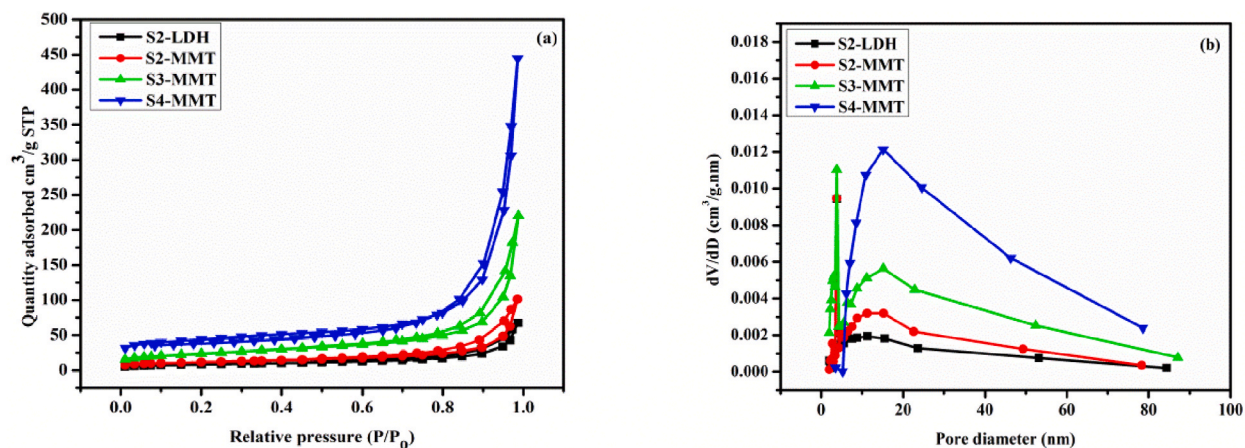 (a)
S2-LDH
S2-MMT
S3-MMT
S4-MMT
Quantity adsorbed cm³/g STP
500
450
400
350
300
250
200
150
100
50
0
0.0 0.2 0.4 0.6 0.8 1.0
Relative pressure (P/P₀)
(b)
S2-LDH
S2-MMT
S3-MMT
S4-MMT
dV/dD (cm³/g.nm)
0.018
0.016
0.014
0.012
0.010
0.008
0.006
0.004
0.002
0.000
0 20 40 60 80 100
Pore diameter (nm)